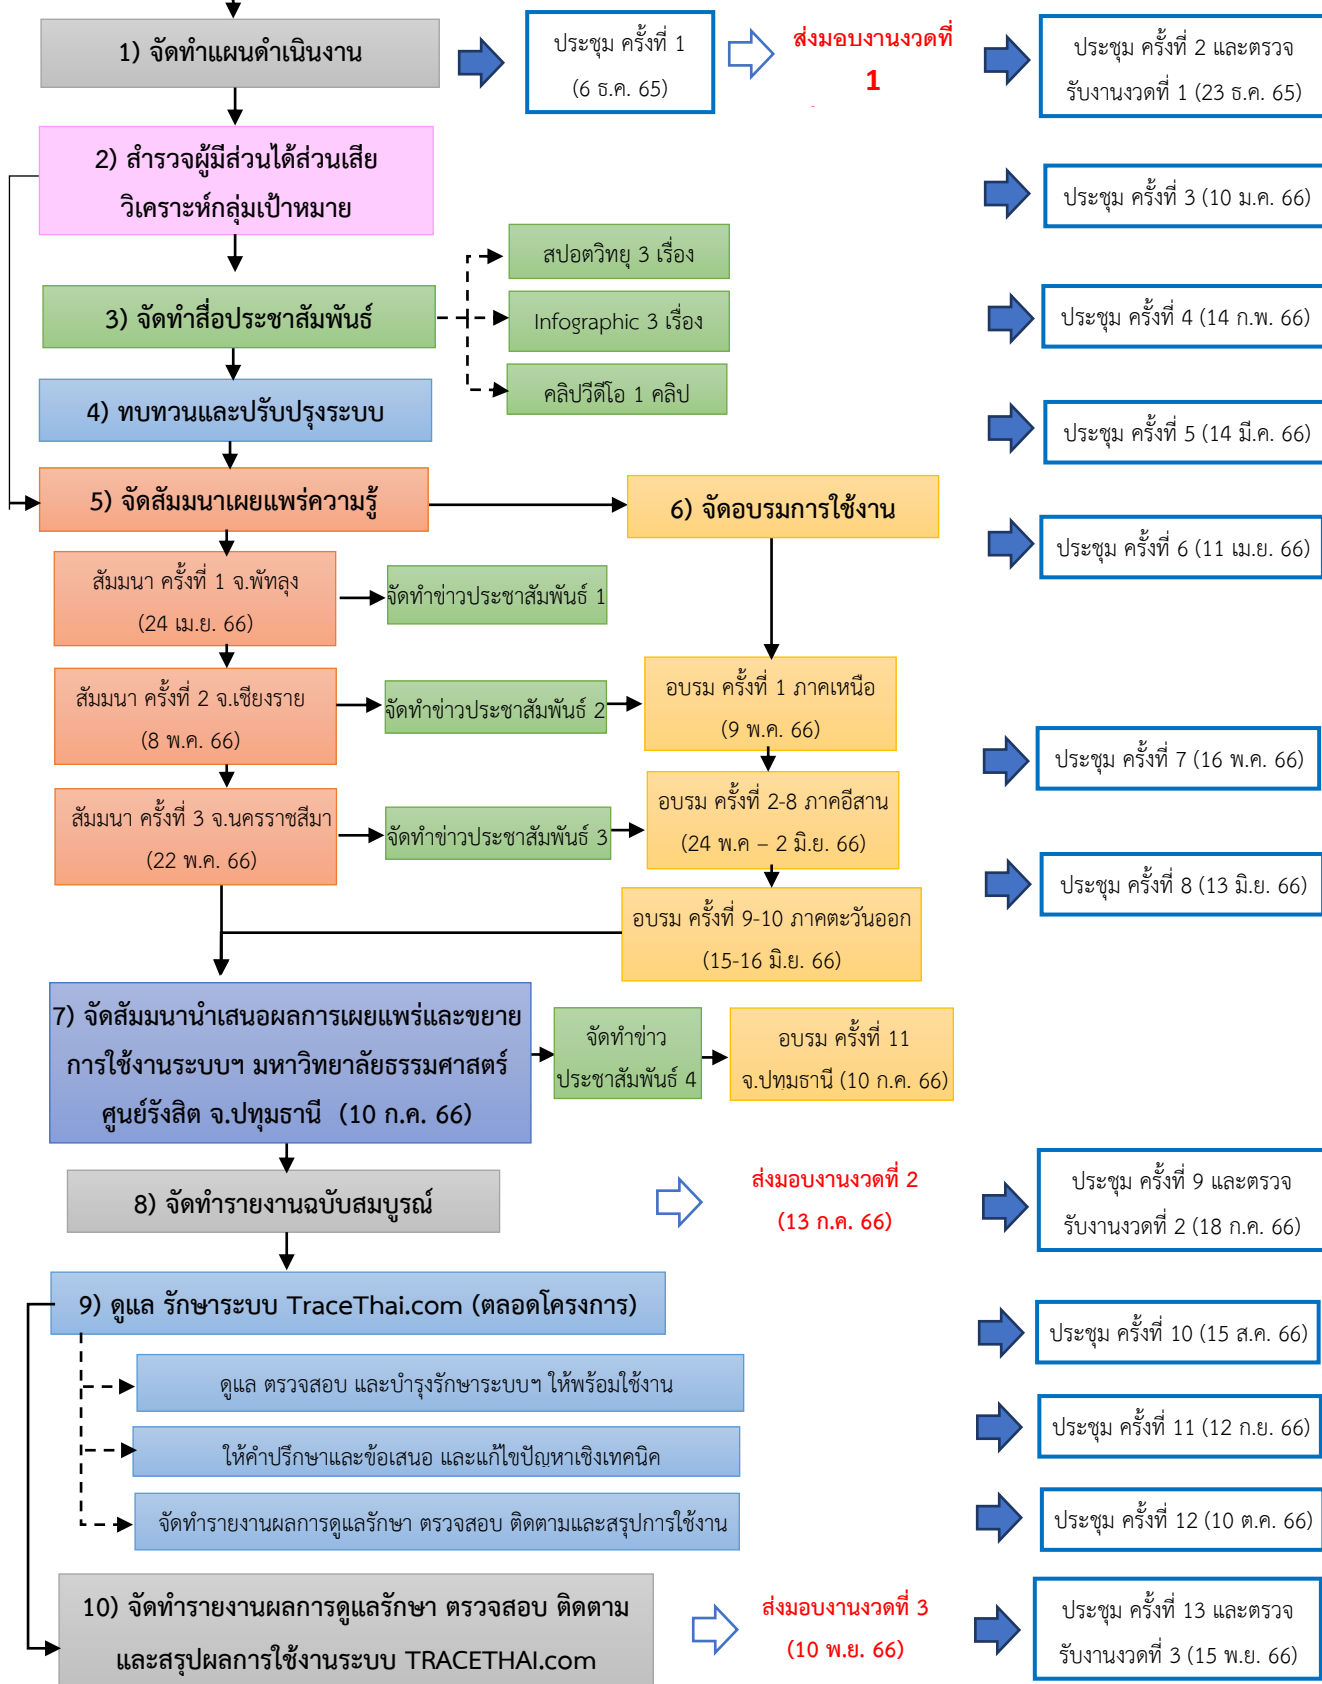 1) จัดทำแผนดำเนินงาน
ประชุม ครั้งที่ 1
(6 ธ.ค. 65)
ส่งมอบงานงวดที่
1
ประชุม ครั้งที่ 2 และตรวจ
รับงานงวดที่ 1 (23 ธ.ค. 65)
2) สำรวจผู้มีส่วนได้ส่วนเสีย
วิเคราะห์กลุ่มเป้าหมาย
ประชุม ครั้งที่ 3 (10 ม.ค. 66)
สปอตวิทยุ 3 เรื่อง
3) จัดทำสื่อประชาสัมพันธ์
Infographic 3 เรื่อง
ประชุม ครั้งที่ 4 (14 ก.พ. 66)
คลิปวีดีโอ 1 คลิป
4) ทบทวนและปรับปรุงระบบ
ประชุม ครั้งที่ 5 (14 มี.ค. 66)
5) จัดสัมมนาเผยแพร่ความรู้
6) จัดอบรมการใช้งาน
ประชุม ครั้งที่ 6 (11 เม.ย. 66)
สัมมนา ครั้งที่ 1 จ.พัทลุง
(24 เม.ย. 66)
จัดทำข่าวประชาสัมพันธ์ 1
สัมมนา ครั้งที่ 2 จ.เชียงราย
(8 พ.ค. 66)
จัดทำข่าวประชาสัมพันธ์ 2
อบรม ครั้งที่ 1 ภาคเหนือ
(9 พ.ค. 66)
ประชุม ครั้งที่ 7 (16 พ.ค. 66)
สัมมนา ครั้งที่ 3 จ.นครราชสีมา
(22 พ.ค. 66)
จัดทำข่าวประชาสัมพันธ์ 3
อบรม ครั้งที่ 2-8 ภาคอีสาน
(24 พ.ค – 2 มิ.ย. 66)
ประชุม ครั้งที่ 8 (13 มิ.ย. 66)
อบรม ครั้งที่ 9-10 ภาคตะวันออก
(15-16 มิ.ย. 66)
7) จัดสัมมนานำเสนอผลการเผยแพร่และขยาย
การใช้งานระบบฯ มหาวิทยาลัยธรรมศาสตร์
ศูนย์รังสิต จ.ปทุมธานี (10 ก.ค. 66)
จัดทำข่าว
ประชาสัมพันธ์ 4
อบรม ครั้งที่ 11
จ.ปทมธานี (10 ก.ค. 66)
8) จัดทำรายงานฉบับสมบูรณ์
ส่งมอบงานงวดที่ 2
(13 ก.ค. 66)
ประชุม ครั้งที่ 9 และตรวจ
รับงานงวดที่ 2 (18 ก.ค. 66)
9) ดูแล รักษาระบบ TraceThai.com (ตลอดโครงการ)
ประชุม ครั้งที่ 10 (15 ส.ค. 66)
ดูแล ตรวจสอบ และบำรุงรักษาระบบฯ ให้พร้อมใช้งาน
ประชุม ครั้งที่ 11 (12 ก.ย. 66)
ให้คำปรึกษาและข้อเสนอ และแก้ไขปัญหาเชิงเทคนิค
จัดทำรายงานผลการดูแลรักษา ตรวจสอบ ติดตามและสรุปการใช้งาน
ประชุม ครั้งที่ 12 (10 ต.ค. 66)
10) จัดทำรายงานผลการดูแลรักษา ตรวจสอบ ติดตาม
และสรุปผลการใช้งานระบบ TRACETHAI.com
ส่งมอบงานงวดที่ 3
(10 พ.ย. 66)
ประชุม ครั้งที่ 13 และตรวจ
รับงานงวดที่ 3 (15 พ.ย. 66)